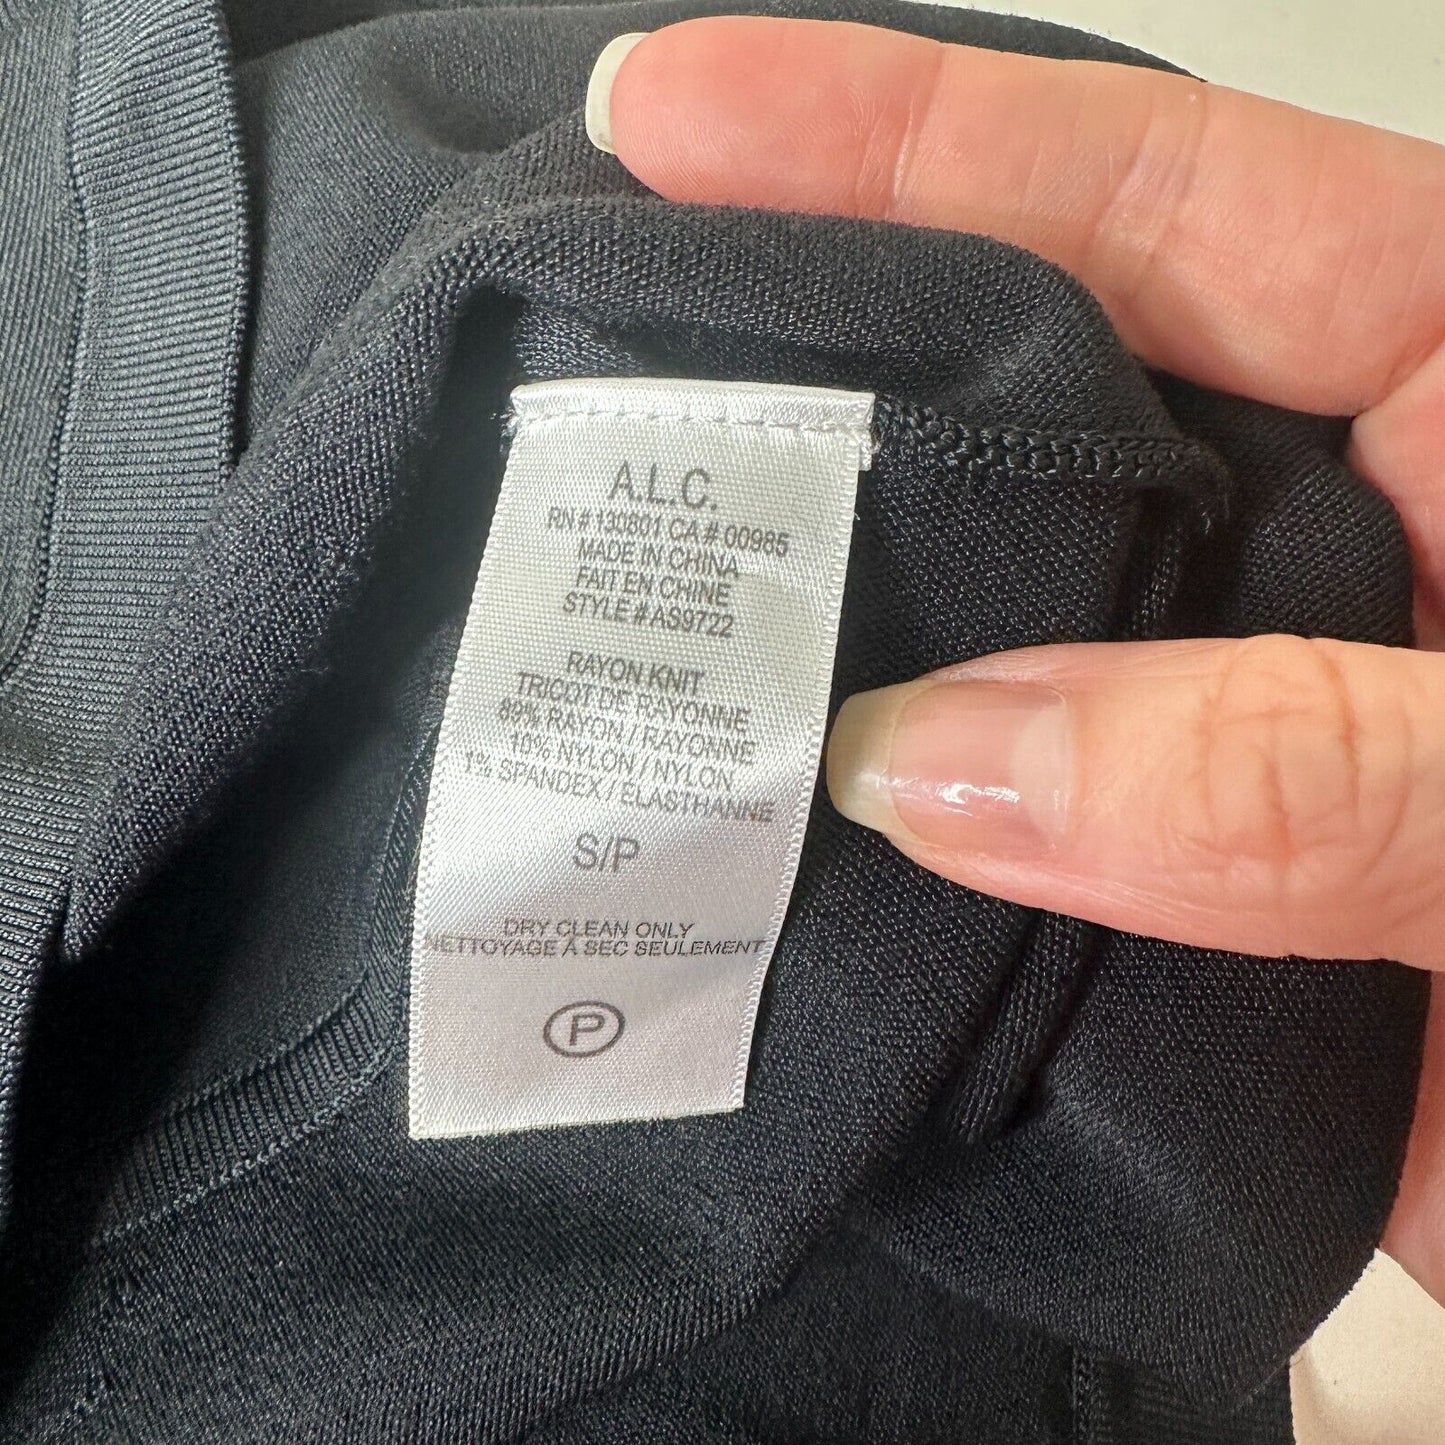 A.L.C.
RN # 130801 CA # 00985
MADE IN CHINA
FAIT EN CHINE
STYLE # AS9722
RAYON KNIT
TRICOT DE RAYONNE
89% RAYON / RAYONNE
10% NYLON / NYLON
1% SPANDEX / ELASTHANNE
S/P
DRY CLEAN ONLY
NETTOYAGE À SEC SEULEMENT
P